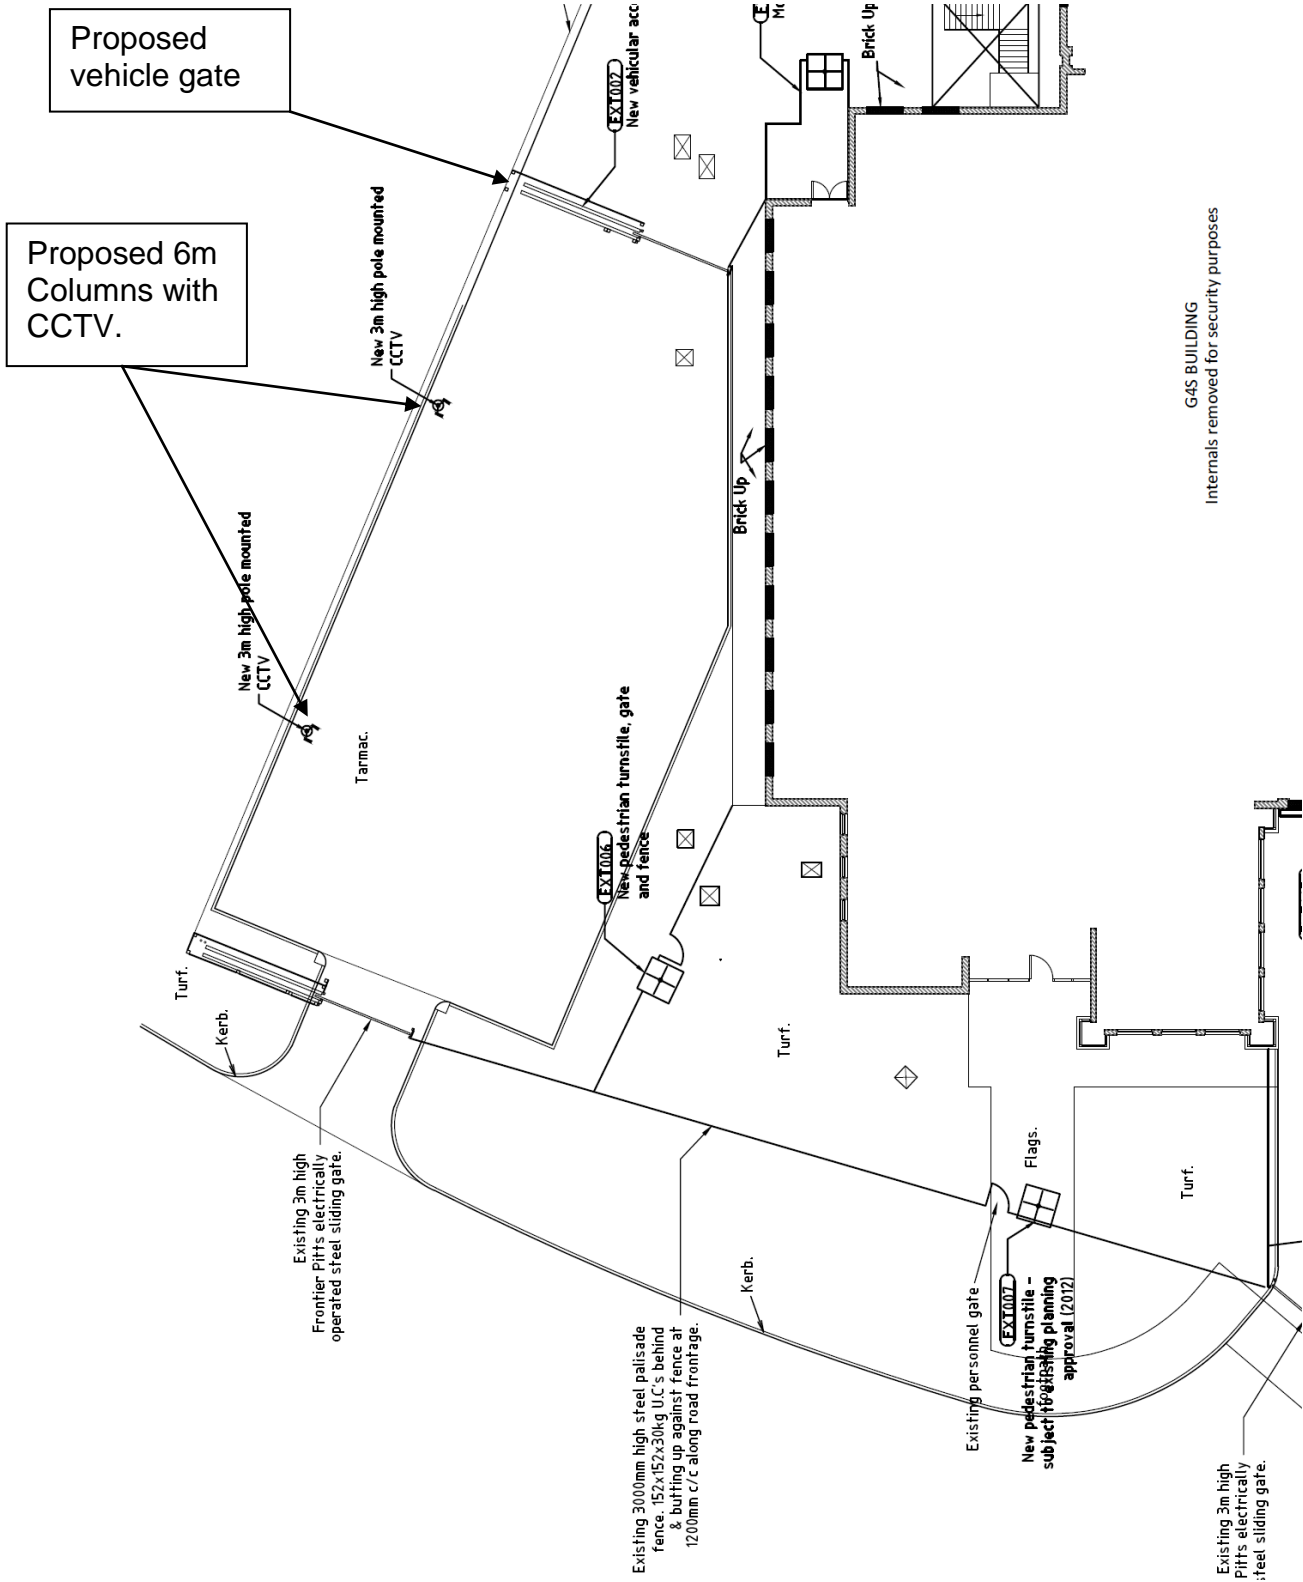 Proposed
vehicle gate
Proposed 6m
Columns with
CCTV.
EXT002
New vehicular acc
Brick Up
New 3m high pole mounted
CCTV
New 3m high pole mounted
CCTV
Brick Up
G4S BUILDING
Internals removed for security purposes
Tarmac.
EXT006
New pedestrian turnstile, gate
and fence
Turf.
Kerb.
Turf.
Flags.
Turf.
Existing 3m high
Frontier Pitts electrically
operated steel sliding gate.
Kerb.
Existing 3000mm high steel palisade
fence. 152x152x30kg U.C's behind
& butting up against fence at
1200mm c/c along road frontage.
Existing personnel gate
EXT007
New pedestrian turnstile -
subject to existing planning
approval (2012)
footpath
Existing 3m high
Pitts electrically
steel sliding gate.